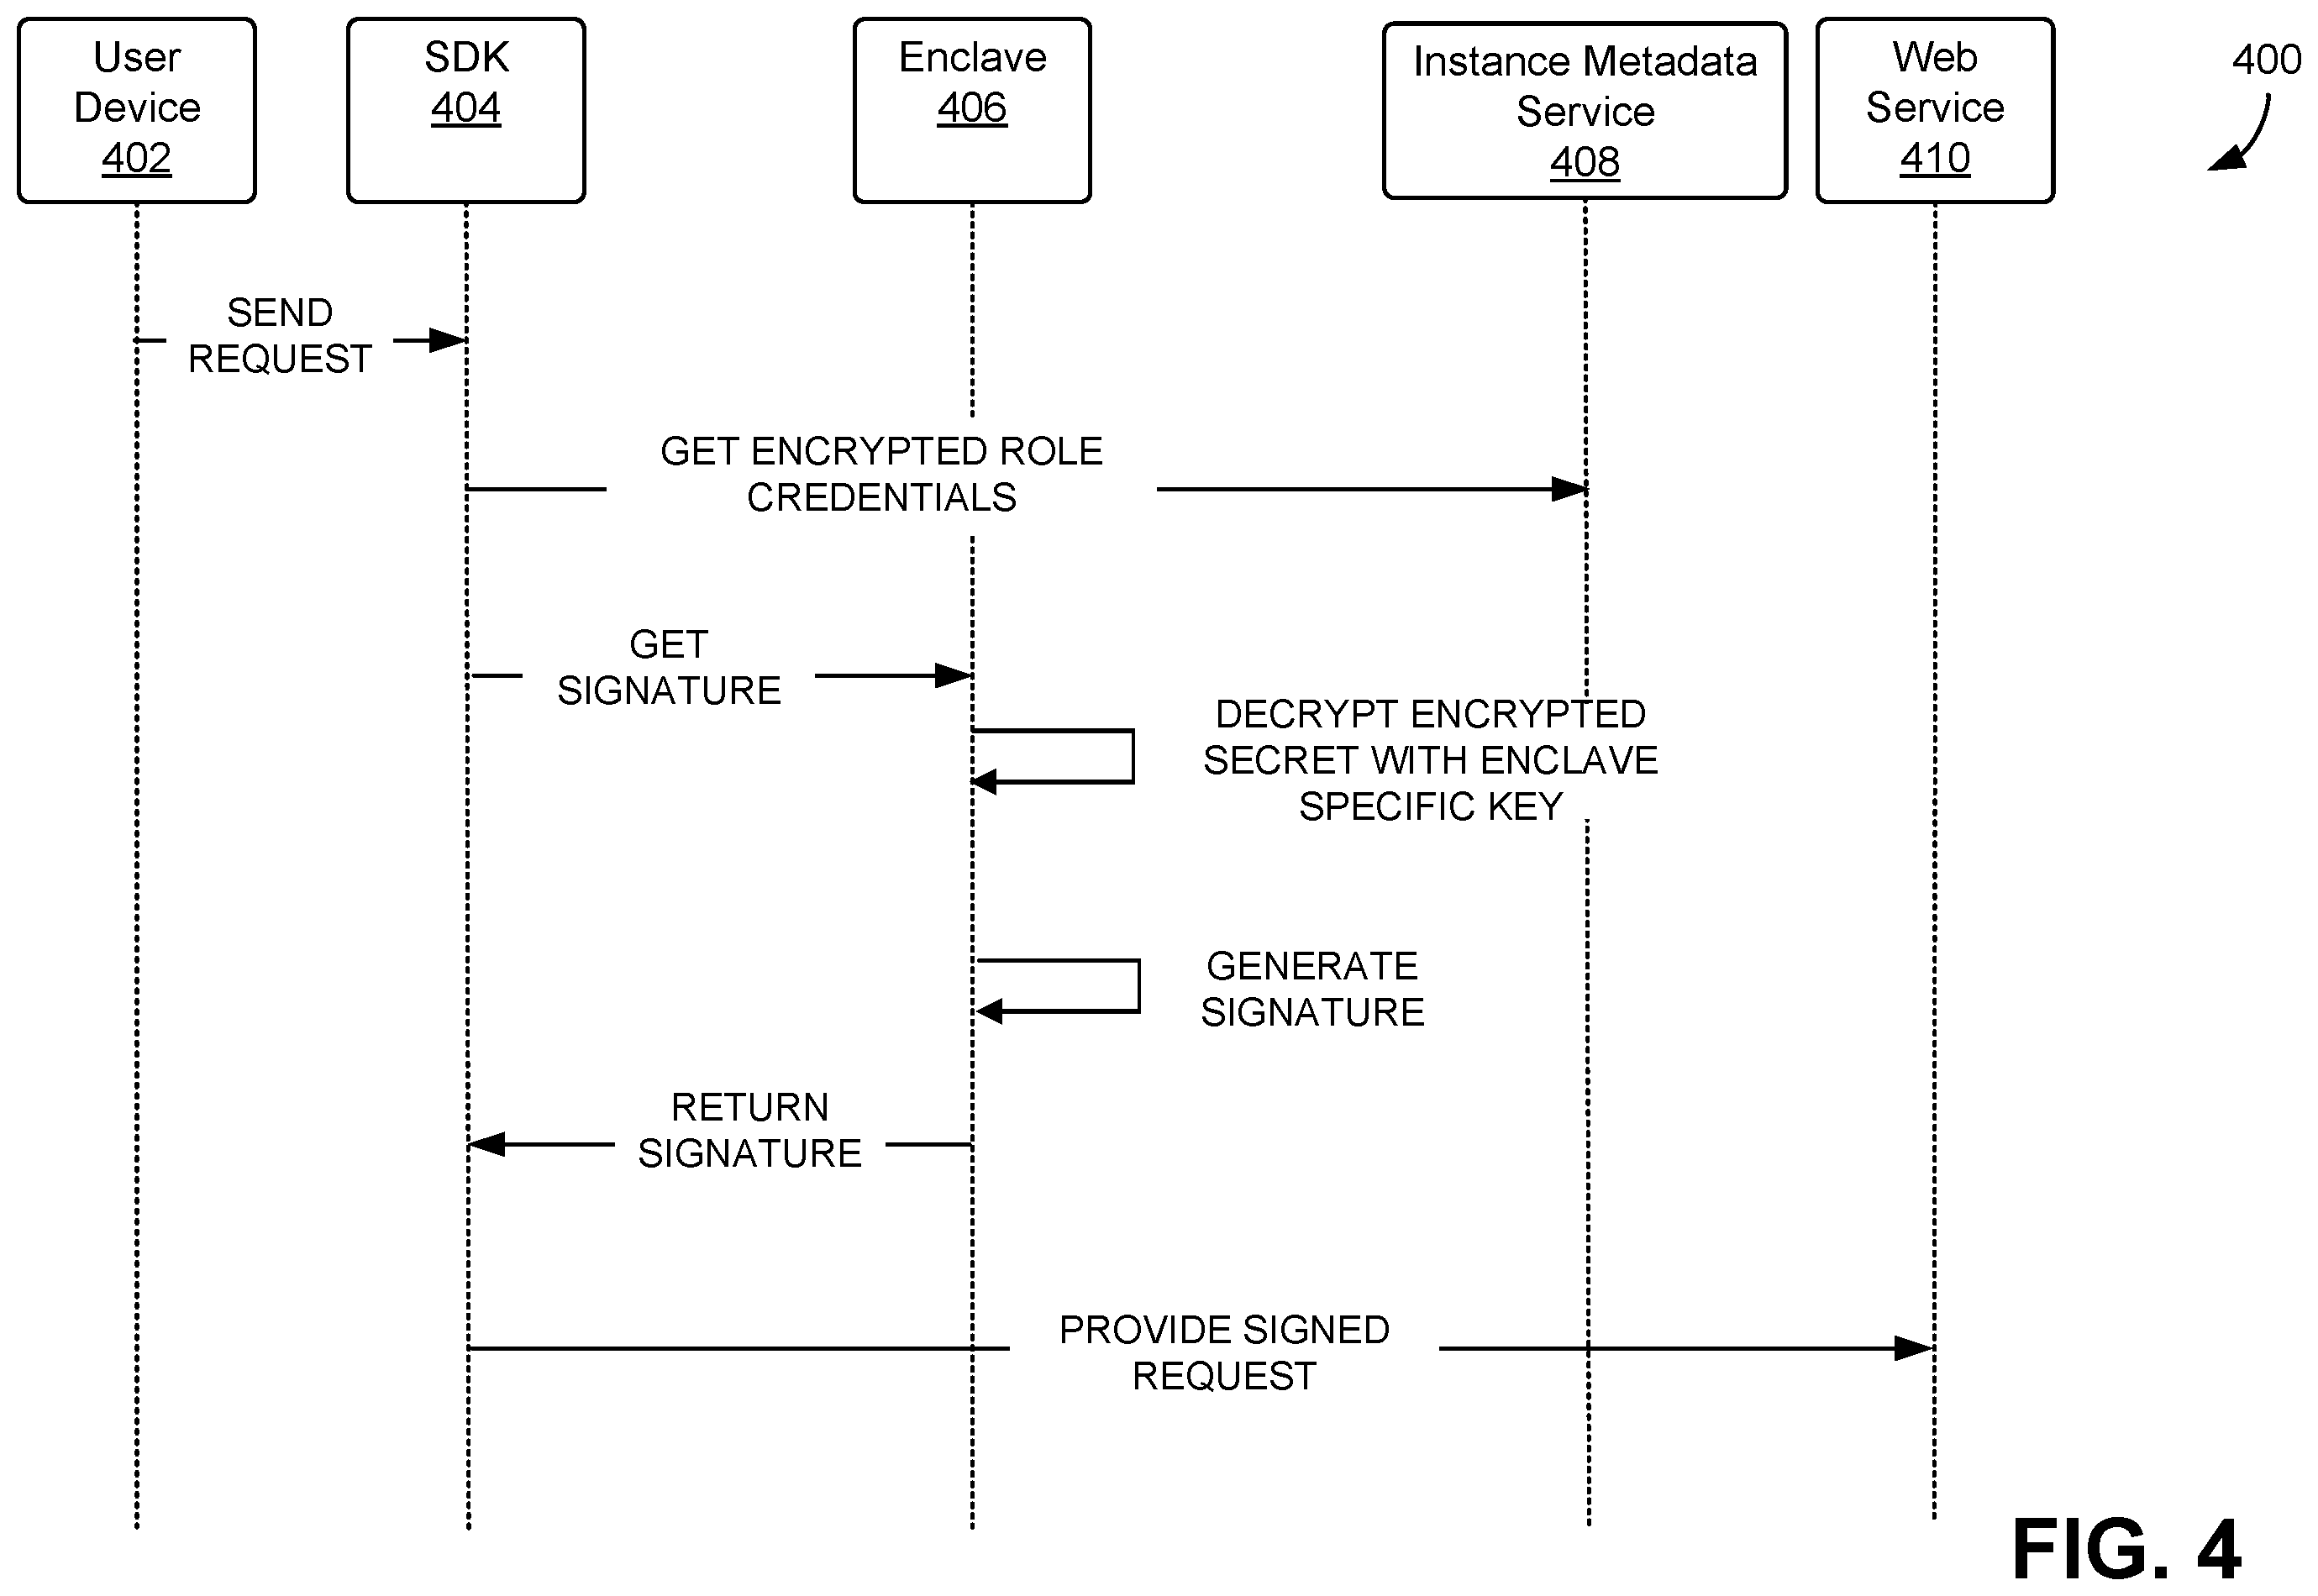 User
Device
402
SDK
404
Enclave
406
Instance Metadata
Service
408
Web
Service
410
400
SEND
REQUEST
GET ENCRYPTED ROLE
CREDENTIALS
GET
SIGNATURE
DECRYPT ENCRYPTED
SECRET WITH ENCLAVE
SPECIFIC KEY
GENERATE
SIGNATURE
RETURN
SIGNATURE
PROVIDE SIGNED
REQUEST
FIG. 4